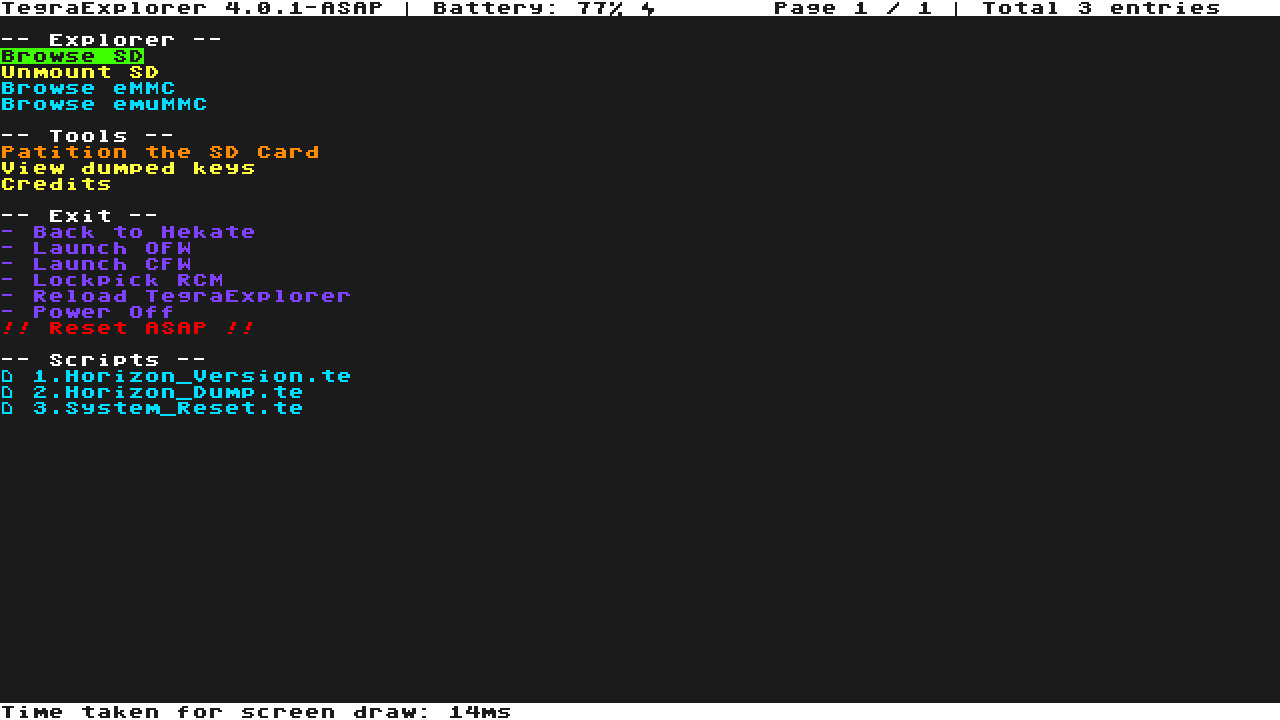 TegraExplorer 4.0.1-ASAP | Battery: 77% Page 1 / 1 | Total 3 entries
-- Explorer --
Browse SD
Unmount SD
Browse eMMC
Browse emuMMC
-- Tools --
Patition the SD Card
View dumped keys
Credits
-- Exit --
- Back to Hekate
- Launch OFW
- Launch CFW
- Lockpick RCM
- Reload TegraExplorer
- Power Off
!! Reset ASAP !!
-- Scripts --
D 1.Horizon_Version.te
D 2.Horizon_Dump.te
D 3.System_Reset.te
Time taken for screen draw: 14ms